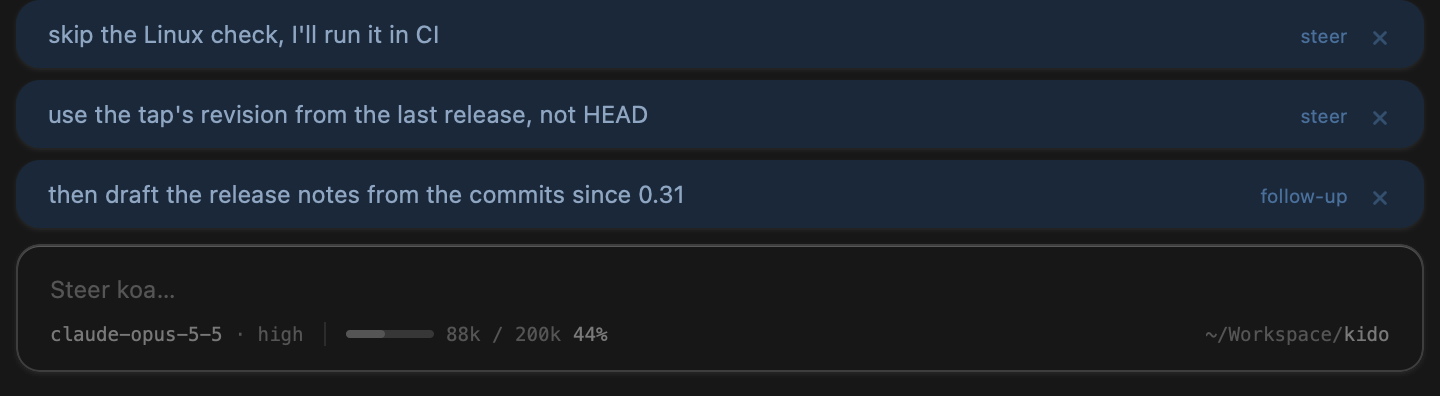 skip the Linux check, I'll run it in CI steer ×
use the tap's revision from the last release, not HEAD steer ×
then draft the release notes from the commits since 0.31 follow-up ×
Steer koa...
claude-opus-5-5 · high | 88k / 200k 44% ~/Workspace/kido